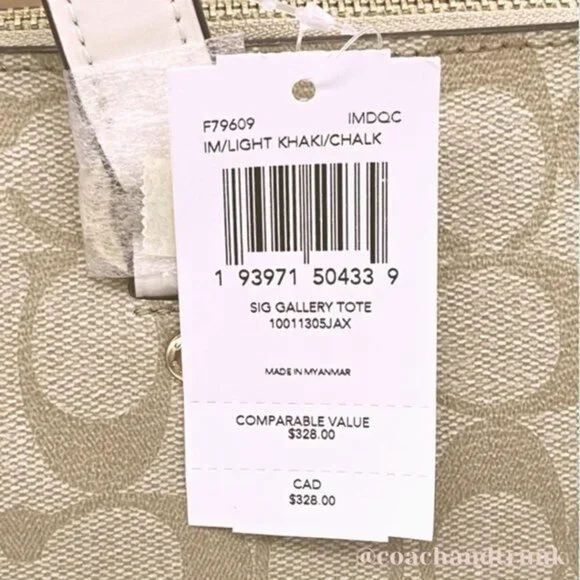 F79609 IMDQC
IM/LIGHT KHAKI/CHALK
1 93971 50433 9
SIG GALLERY TOTE
10011305JAX
MADE IN MYANMAR
COMPARABLE VALUE
$328.00
CAD
$328.00
@coachandtrunk